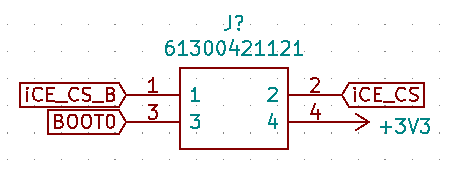 J?
61300421121
iCE_CS_B 1 1 2 2 iCE_CS
BOOT0 3 3 4 4 +3V3